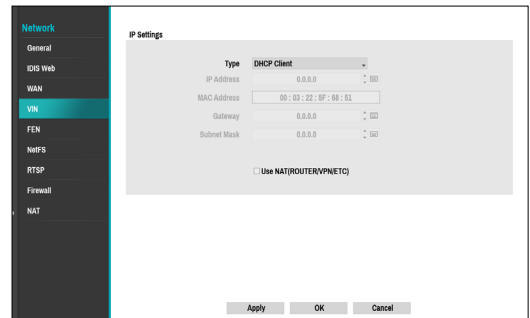 Network
General
IDIS Web
WAN
VIN
FEN
NetFS
RTSP
Firewall
NAT
IP Settings
Type DHCP Client
IP Address 0.0.0.0
MAC Address 00 : 03 : 22 : 5F : 68 : 51
Gateway 0.0.0.0
Subnet Mask 0.0.0.0
Use NAT(ROUTER/VPN/ETC)
Apply OK Cancel